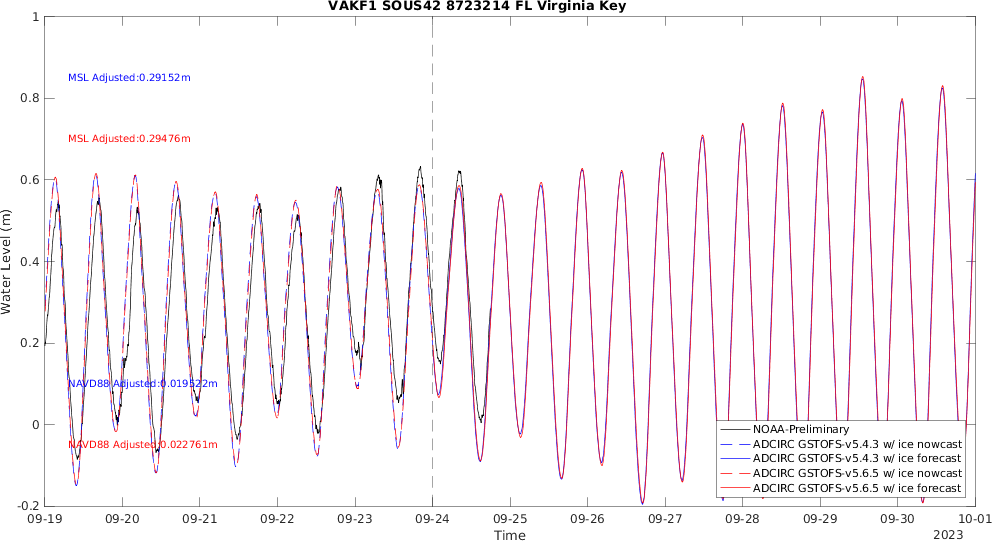 VAKF1 SOUS42 8723214 FL Virginia Key
1
0.8
0.6
0.4
0.2
0
-0.2
Water Level (m)
MSL Adjusted:0.29152m
MSL Adjusted:0.29476m
NAVD88 Adjusted:0.019522m
NAVD88 Adjusted:0.022761m
NOAA-Preliminary
ADCIRC GSTOFS-v5.4.3 w/ ice nowcast
ADCIRC GSTOFS-v5.4.3 w/ ice forecast
ADCIRC GSTOFS-v5.6.5 w/ ice nowcast
ADCIRC GSTOFS-v5.6.5 w/ ice forecast
09-19 09-20 09-21 09-22 09-23 09-24 09-25 09-26 09-27 09-28 09-29 09-30 10-01
Time
2023